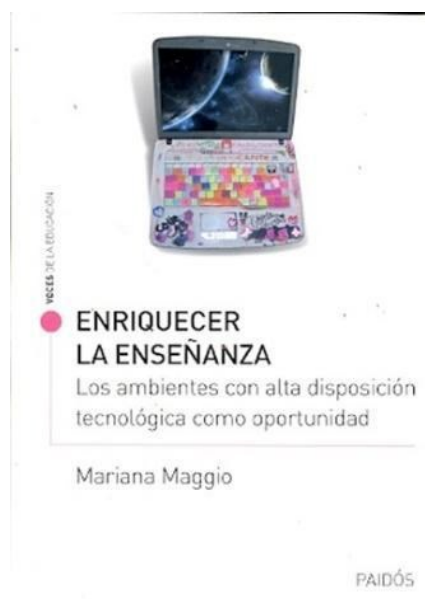 VOCES DE LA EDUCACIÓN
ENRIQUECER
LA ENSEÑANZA
Los ambientes con alta disposición
tecnológica como oportunidad
Mariana Maggio
PAIDÓS